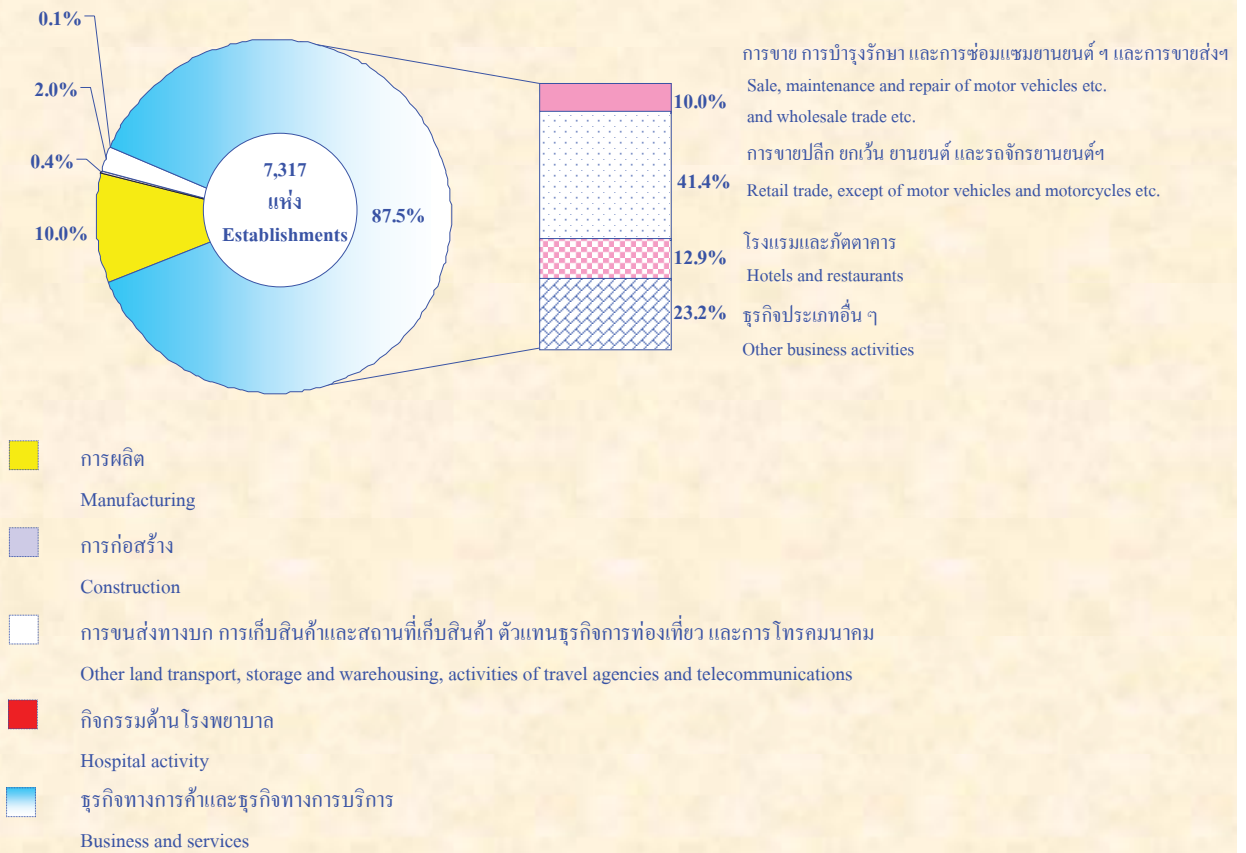 0.1%
2.0%
0.4%
10.0%
7,317
แห่ง
Establishments
87.5%
10.0%
41.4%
12.9%
23.2%
การขาย การบำรุงรักษา และการซ่อมแซมยานยนต์ ฯ และการขายส่งฯ
Sale, maintenance and repair of motor vehicles etc.
and wholesale trade etc.
การขายปลีก ยกเว้น ยานยนต์ และรถจักรยานยนต์ฯ
Retail trade, except of motor vehicles and motorcycles etc.
โรงแรมและภัตตาคาร
Hotels and restaurants
ธุรกิจประเภทอื่น ๆ
Other business activities
การผลิต
Manufacturing
การก่อสร้าง
Construction
การขนส่งทางบก การเก็บสินค้าและสถานที่เก็บสินค้า ตัวแทนธุรกิจการท่องเที่ยว และการโทรคมนาคม
Other land transport, storage and warehousing, activities of travel agencies and telecommunications
กิจกรรมด้านโรงพยาบาล
Hospital activity
ธุรกิจทางการค้าและธุรกิจทางการบริการ
Business and services